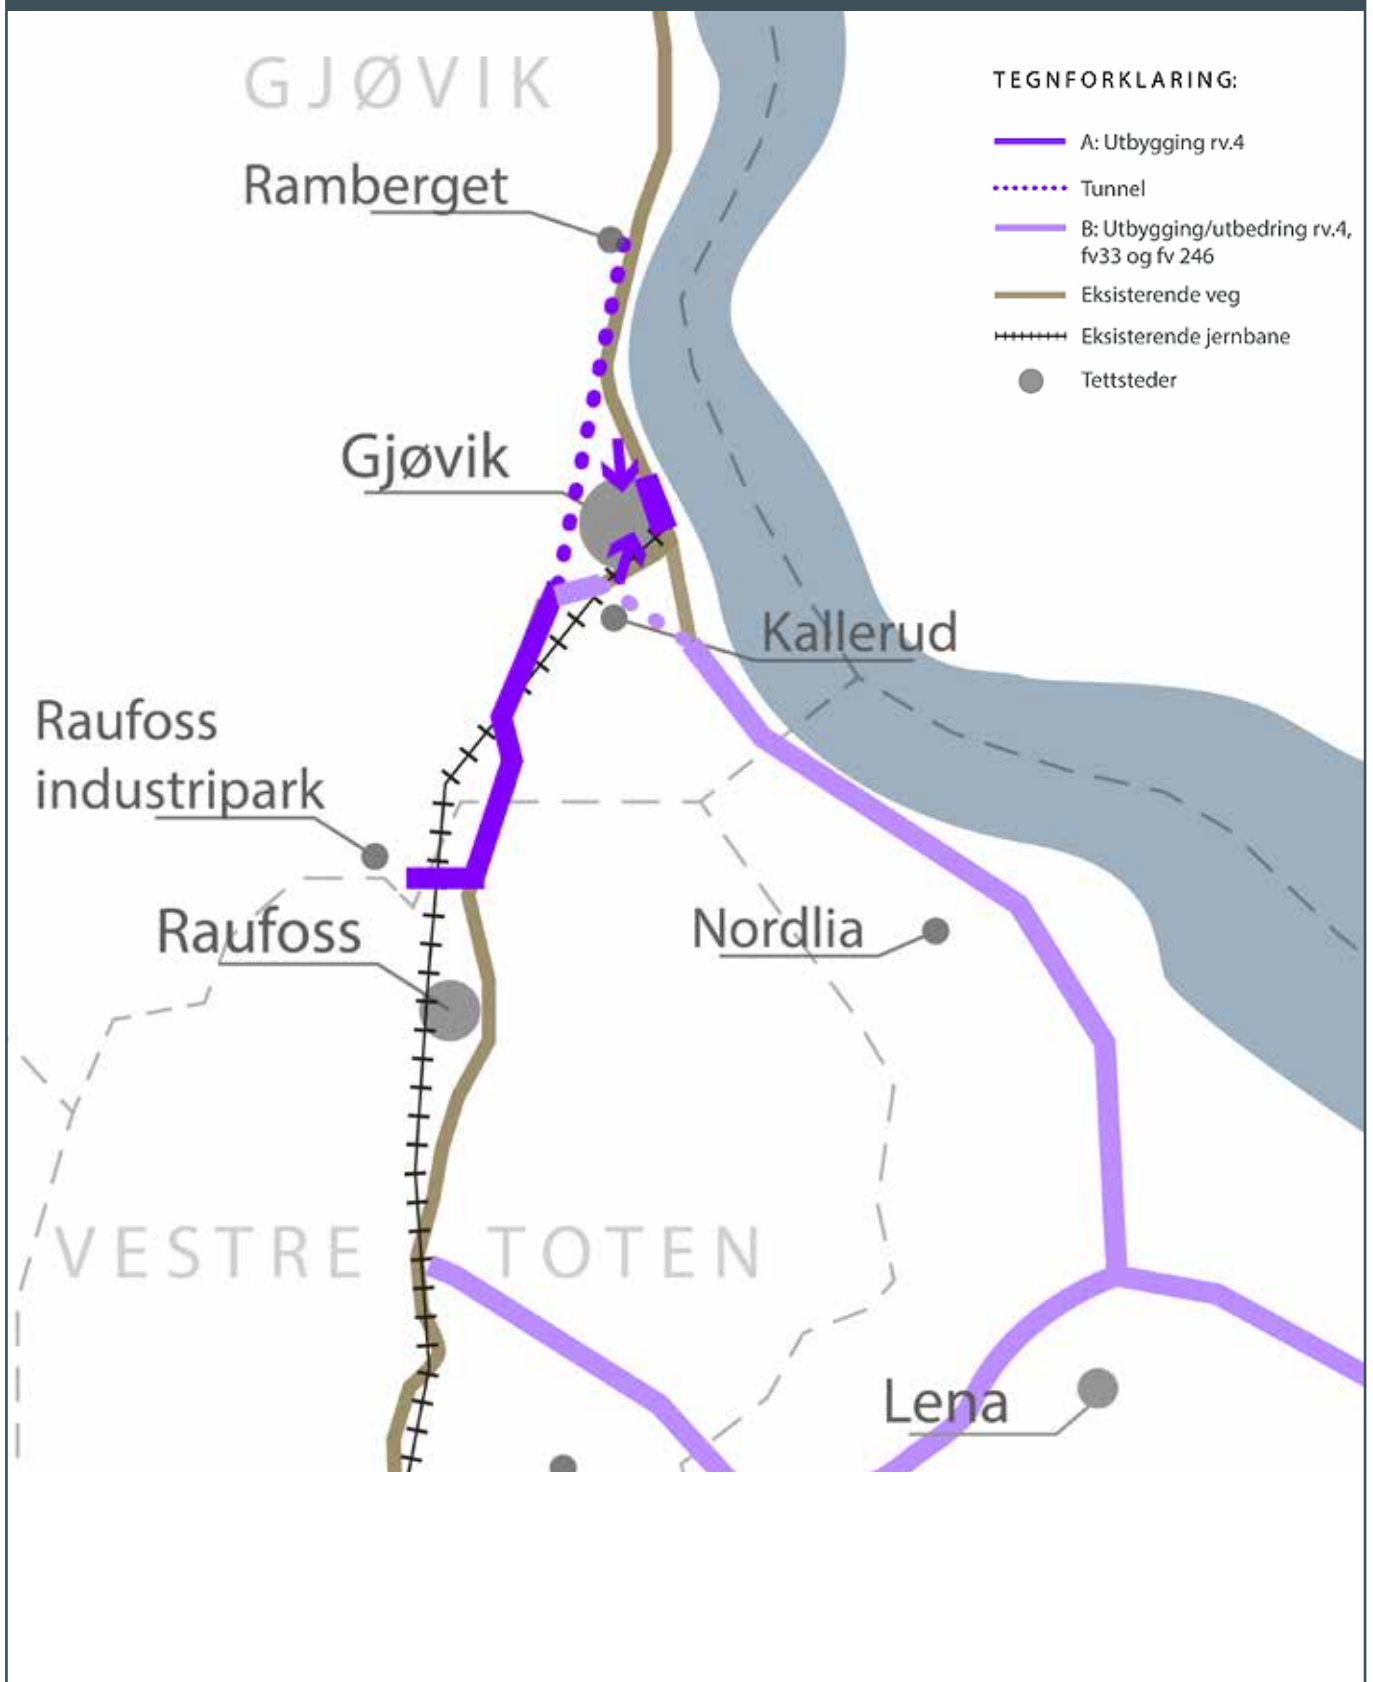 GJØVIK
TEGNFORKLARING:
A: Utbygging rv.4
Ramberget
Tunnel
B: Utbygging/utbedring rv.4,
fv33 og fv 246
Eksisterende veg
Eksisterende jernbane
Tettsteder
Gjøvik
Kallerud
Raufoss
industripark
Raufoss
Nordlia
VESTRE TOTEN
Lena